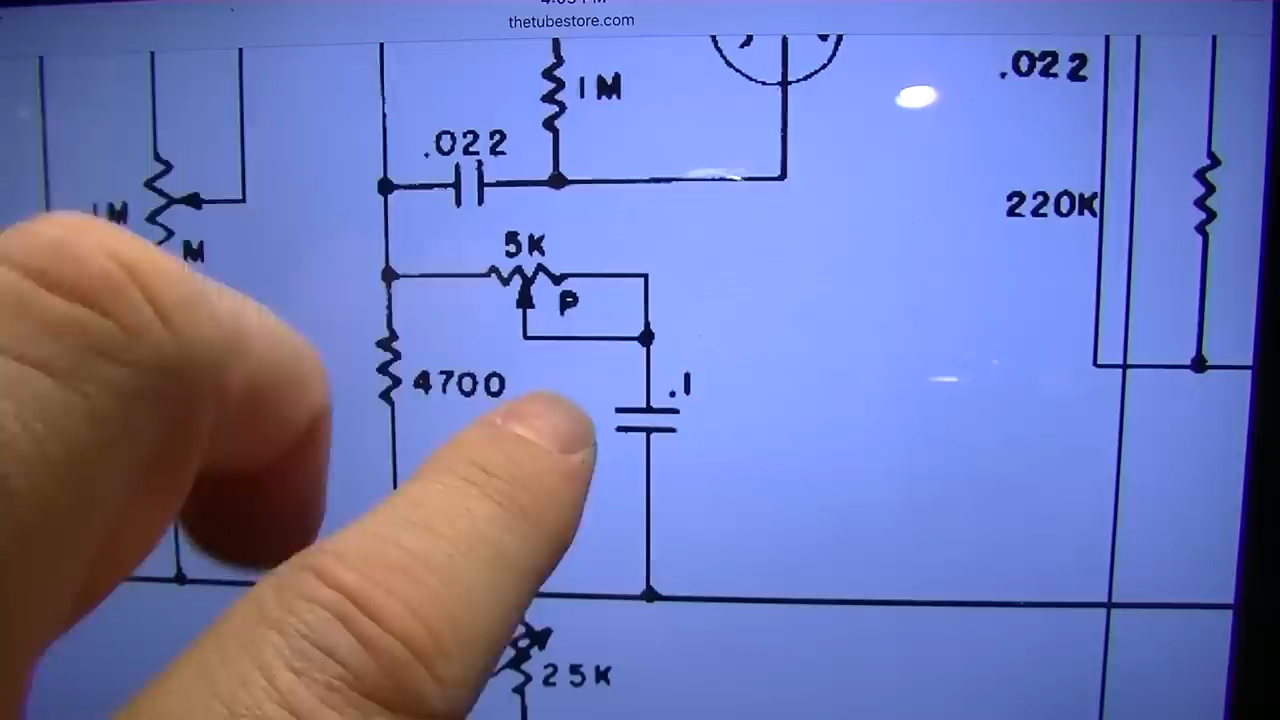 thetubestore.com
1M
.022
.022
1M
M
220K
5K
P
4700
.1
25K